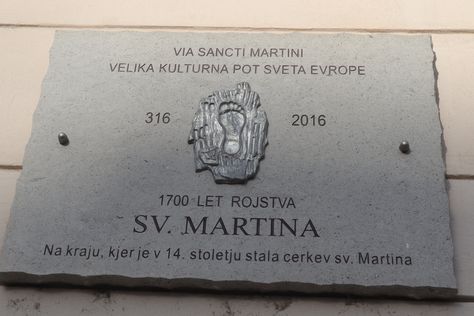 VIA SANCTI MARTINI
VELIKA KULTURNA POT SVETA EVROPE
316 2016
1700 LET ROJSTVA
SV. MARTINA
Na kraju, kjer je v 14. stoletju stala cerkev sv. Martina